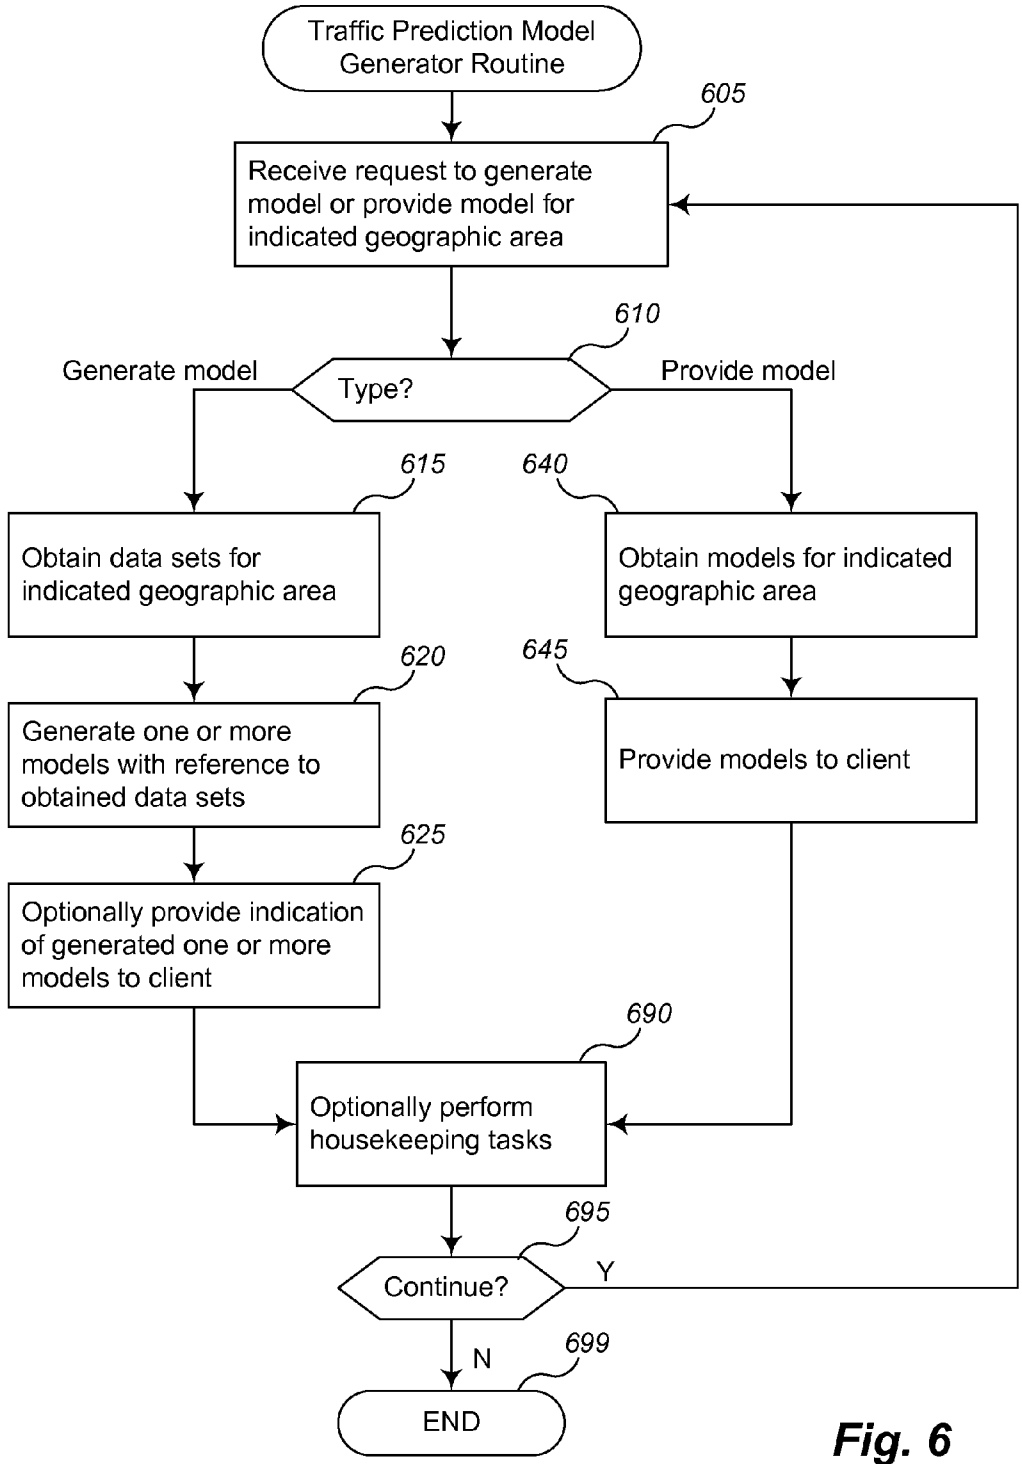 Traffic Prediction Model
Generator Routine
605
Receive request to generate
model or provide model for
indicated geographic area
610
Generate model
Type?
Provide model
615
640
Obtain data sets for
indicated geographic area
Obtain models for indicated
geographic area
620
645
Generate one or more
models with reference to
obtained data sets
Provide models to client
625
Optionally provide indication
of generated one or more
models to client
690
Optionally perform
housekeeping tasks
695
Continue?
Y
N
699
END
Fig. 6